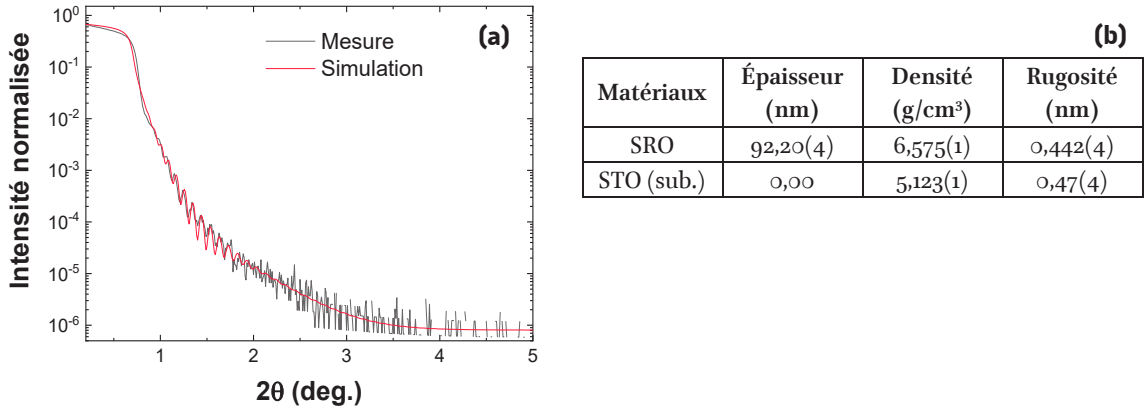 (a)
Intensité normalisée
10⁰
10⁻¹
10⁻²
10⁻³
10⁻⁴
10⁻⁵
10⁻⁶
Mesure
Simulation
1 2 3 4 5
2θ (deg.)
(b)
Matériaux Épaisseur (nm) Densité (g/cm³) Rugosité (nm)
SRO 92,20(4) 6,575(1) 0,442(4)
STO (sub.) 0,00 5,123(1) 0,47(4)